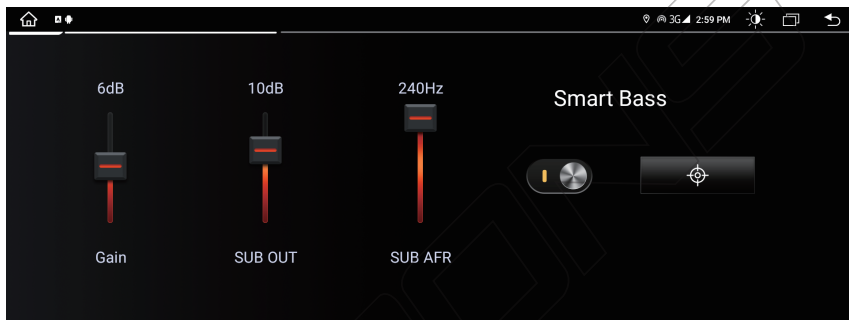 3G 2:59 PM
6dB 10dB 240Hz
Smart Bass
Gain SUB OUT SUB AFR